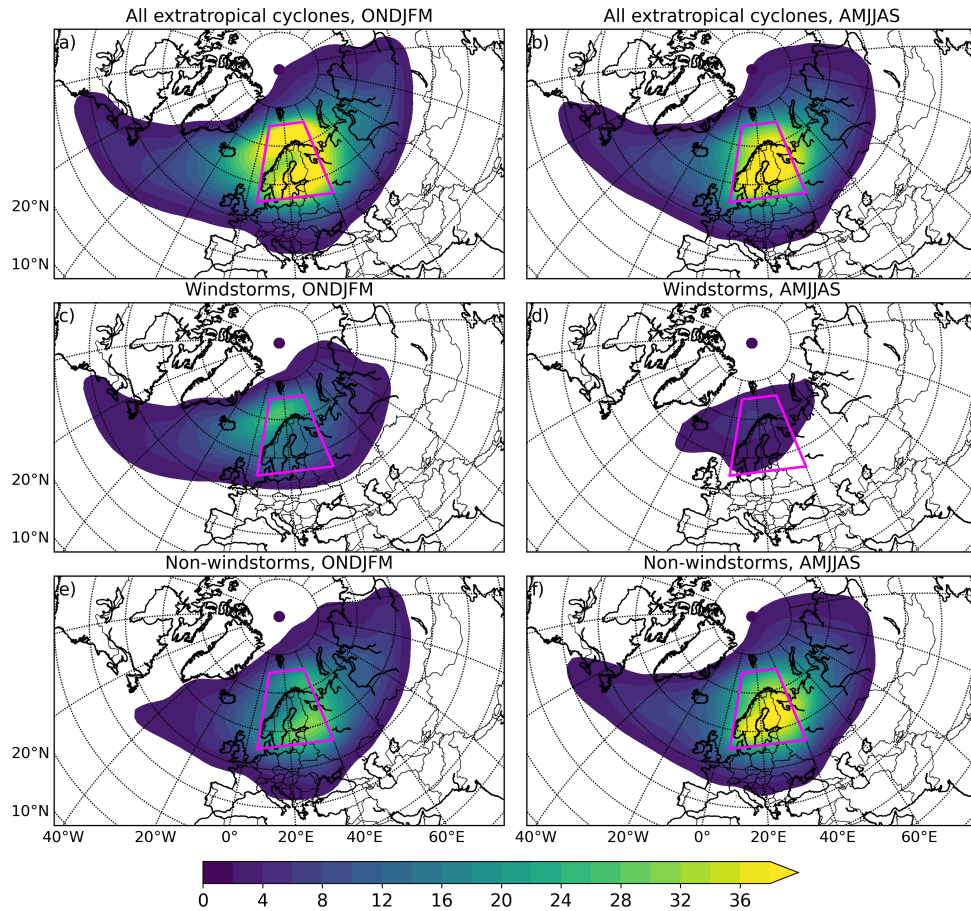 All extratropical cyclones, ONDJFM
All extratropical cyclones, AMJJAS
a)
b)
20°N
10°N
Windstorms, ONDJFM
Windstorms, AMJJAS
c)
d)
20°N
10°N
Non-windstorms, ONDJFM
Non-windstorms, AMJJAS
e)
f)
20°N
10°N
40°W 20°W 0° 20°E 40°E 60°E
40°W 20°W 0° 20°E 40°E 60°E
0 4 8 12 16 20 24 28 32 36